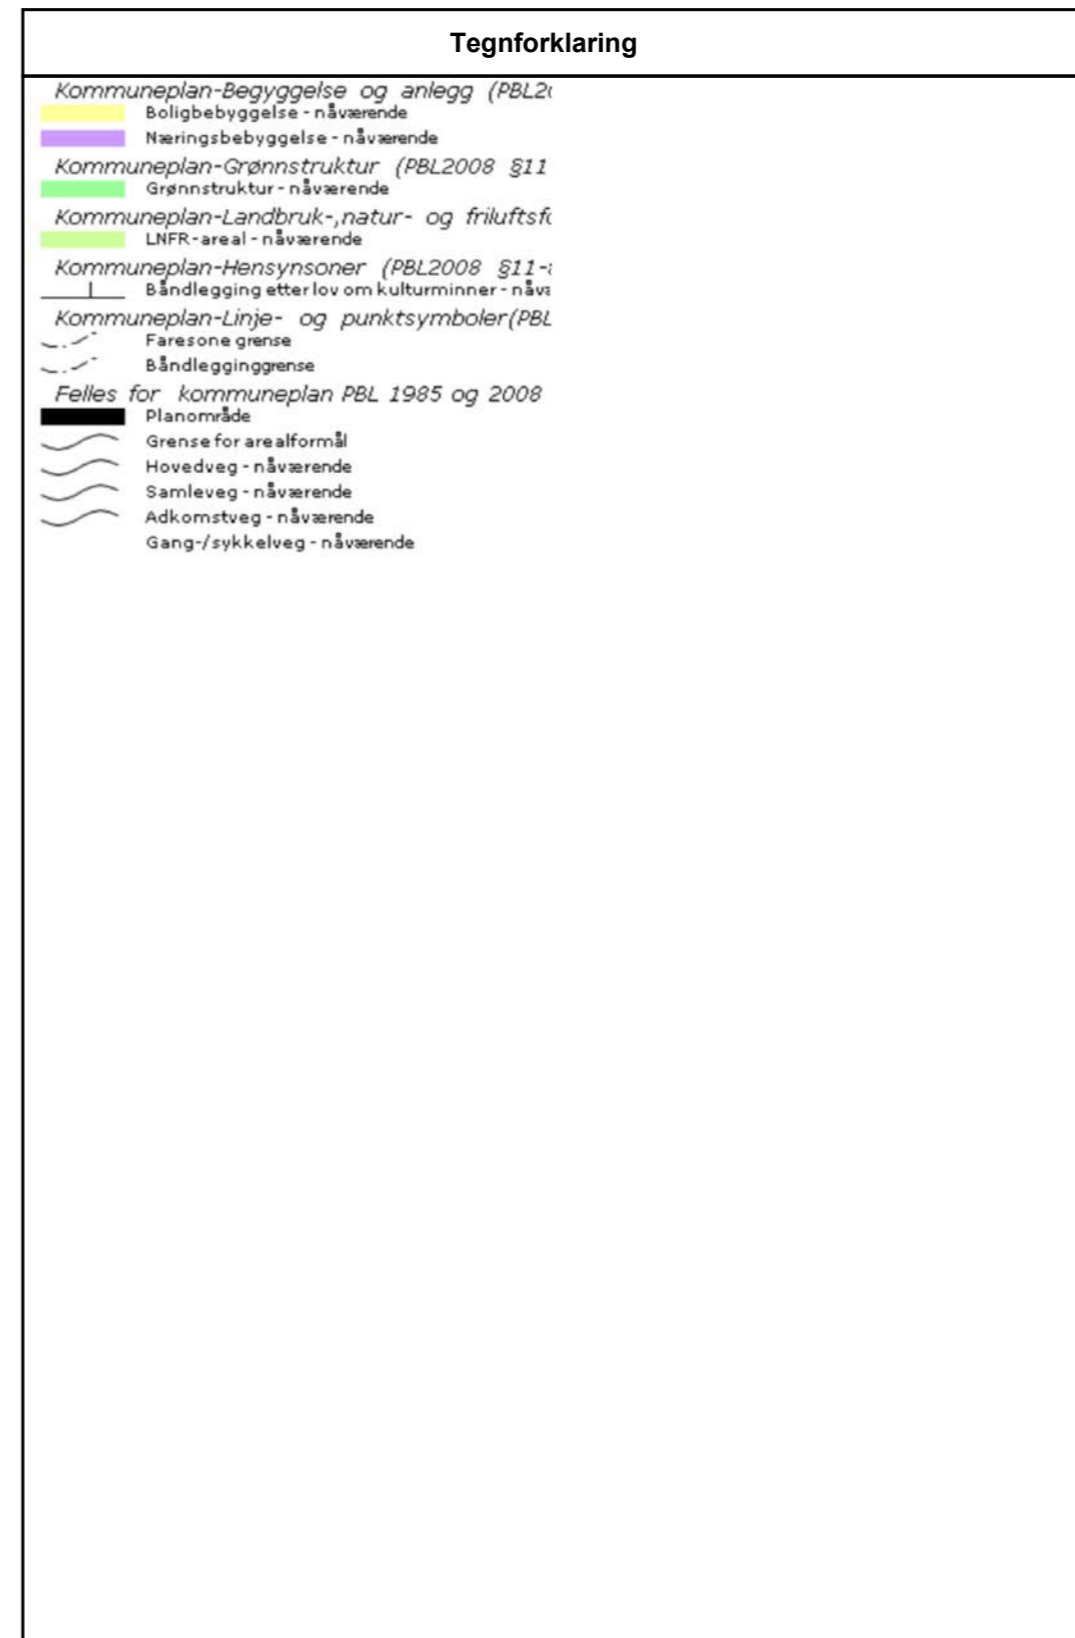 Tegnforklaring
Kommuneplan-Begyggelse og anlegg (PBL2
Boligbebyggelse - nåværende
Næringsbebyggelse - nåværende
Kommuneplan-Grønnstruktur (PBL2008 §11
Grønnstruktur - nåværende
Kommuneplan-Landbruk-,natur- og
LNFR-areal - nåværende
Kommuneplan-Hensynsoner (PBL2008 §11-
Båndlegging etter lov om kulturminner -
Kommuneplan-Linje- og punktsymboler(PBL
Faresone grense
Båndlegginggrense
Felles for kommuneplan PBL 1985 og 2008
Planområde
Grense for arealformål
Hovedveg - nåværende
Samleveg - nåværende
Adkomstveg - nåværende
Gang-/sykkelveg - nåværende